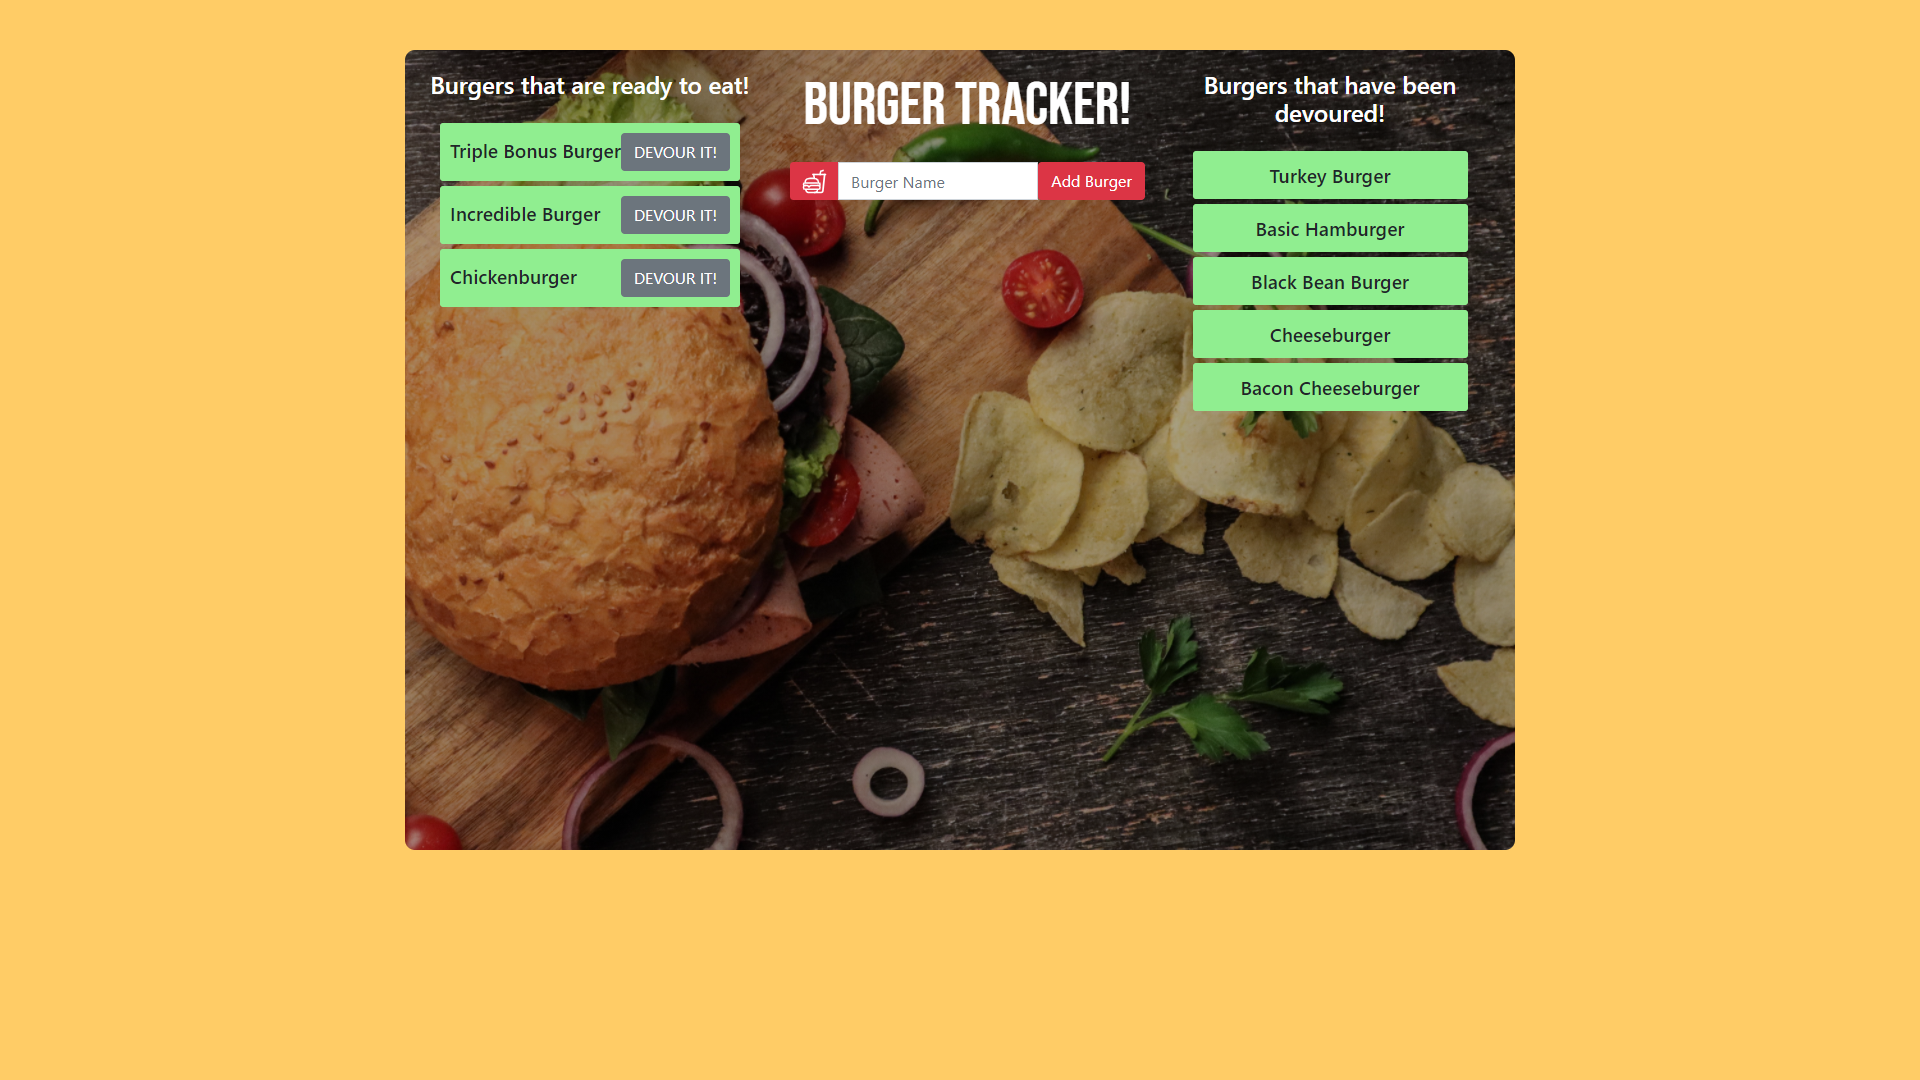 Burgers that are ready to eat!
Triple Bonus Burger DEVOUR IT!
Incredible Burger DEVOUR IT!
Chickenburger DEVOUR IT!
BURGER TRACKER!
Burger Name Add Burger
Burgers that have been
devoured!
Turkey Burger
Basic Hamburger
Black Bean Burger
Cheeseburger
Bacon Cheeseburger